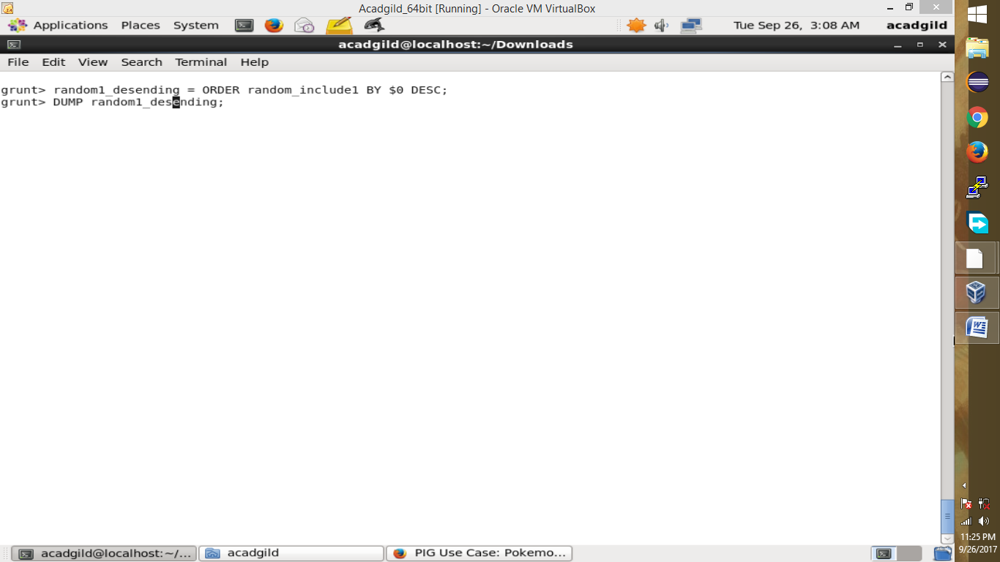 Acadgild_64bit [Running] - Oracle VM VirtualBox
Applications Places System Tue Sep 26, 3:08 AM acadgild
acadgild@localhost:~/Downloads
File Edit View Search Terminal Help
grunt> random1_desending = ORDER random_include1 BY $0 DESC;
grunt> DUMP random1_desending;
acadgild@localhost:~/... acadgild PIG Use Case: Pokemo...
11:25 PM
9/26/2017